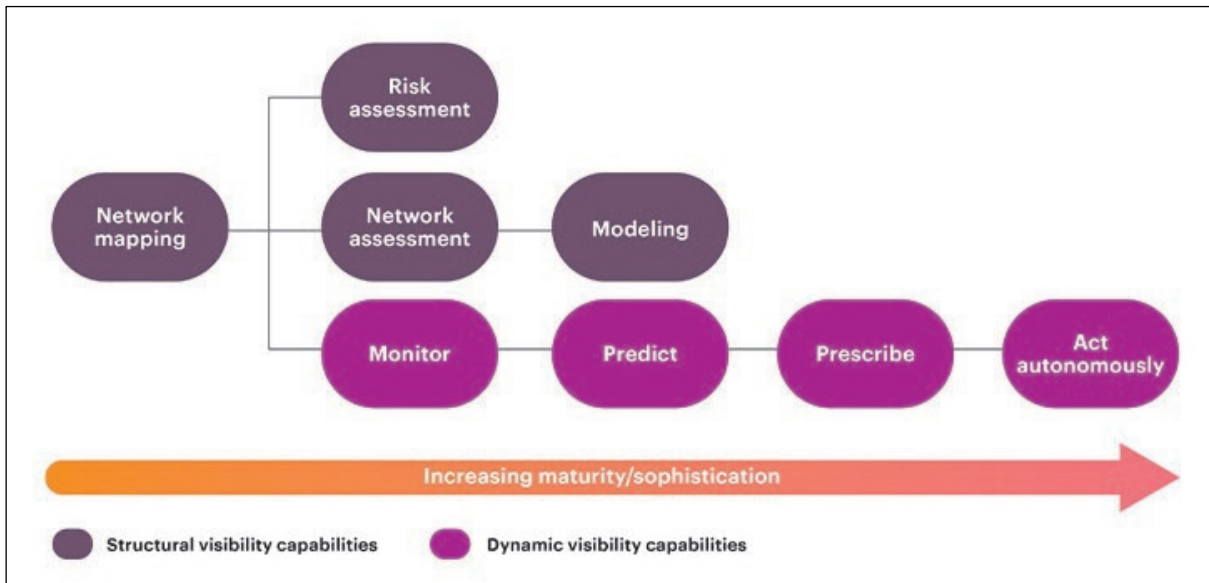 Risk
assessment
Network
mapping
Network
assessment
Modeling
Monitor
Predict
Prescribe
Act
autonomously
Increasing maturity/sophistication
Structural visibility capabilities
Dynamic visibility capabilities